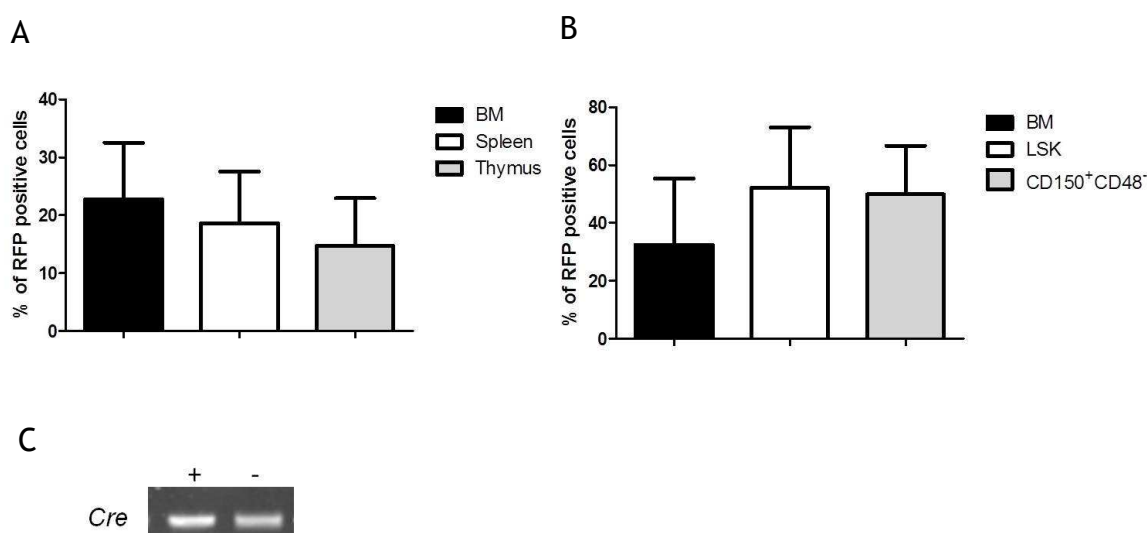 A
% of RFP positive cells
40
30
20
10
0
BM
Spleen
Thymus
B
% of RFP positive cells
80
60
40
20
0
BM
LSK
CD150⁺CD48⁻
C
+ -
Cre